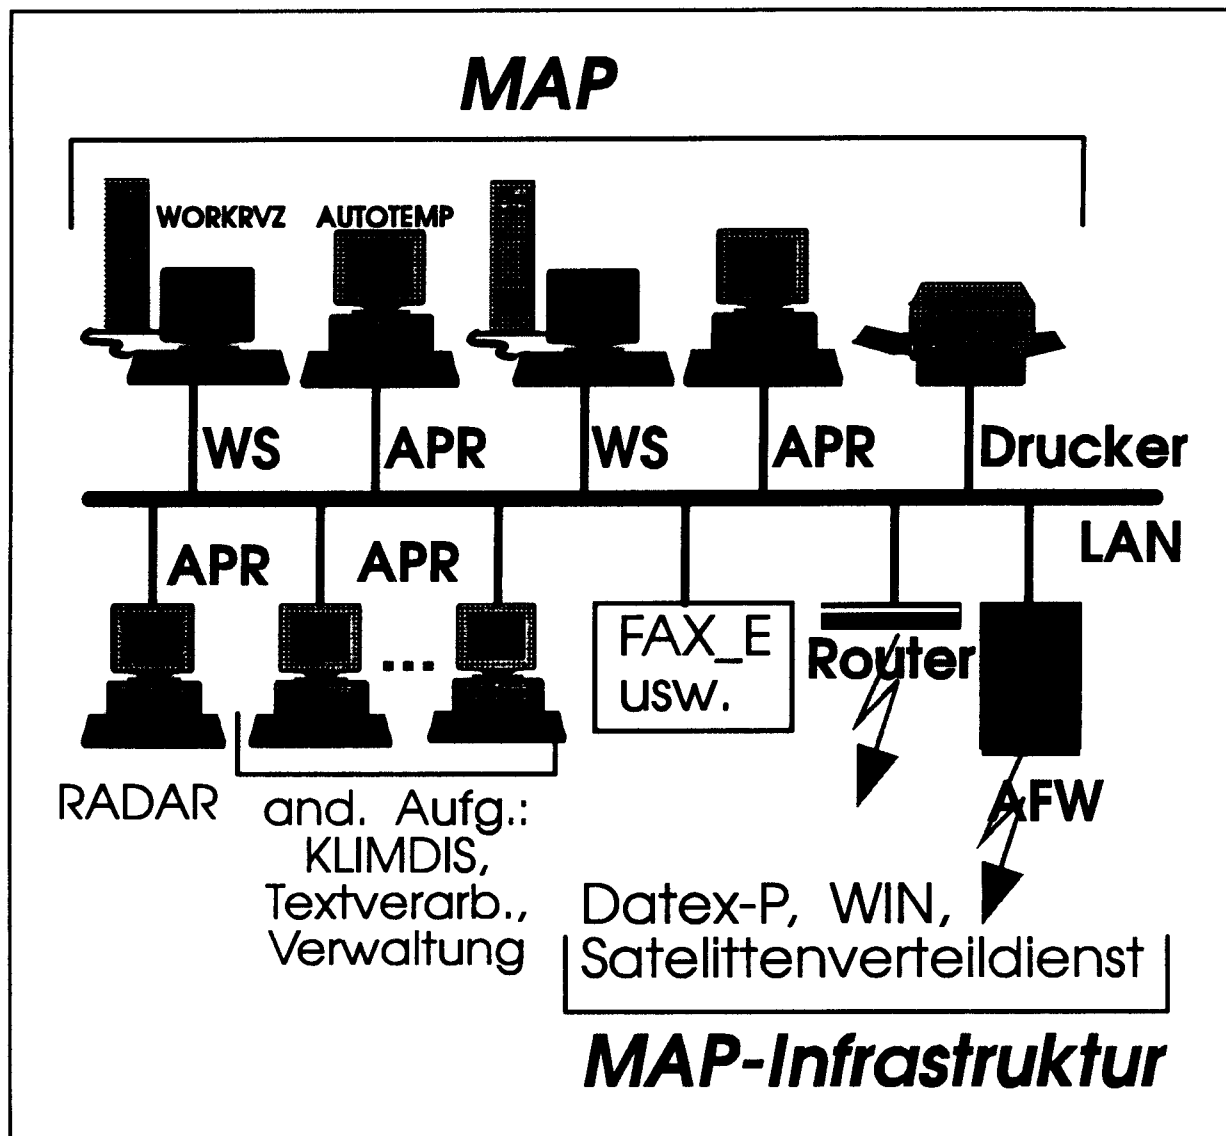 MAP
WORKRVZ AUTOTEMP
WS APR WS APR Drucker
LAN
APR APR
FAX_E
usw.
Router
...
RADAR
AFW
and. Aufg.:
KLIMDIS,
Textverarb.,
Verwaltung
Datex-P, WIN,
Satelittenverteildienst
MAP-Infrastruktur